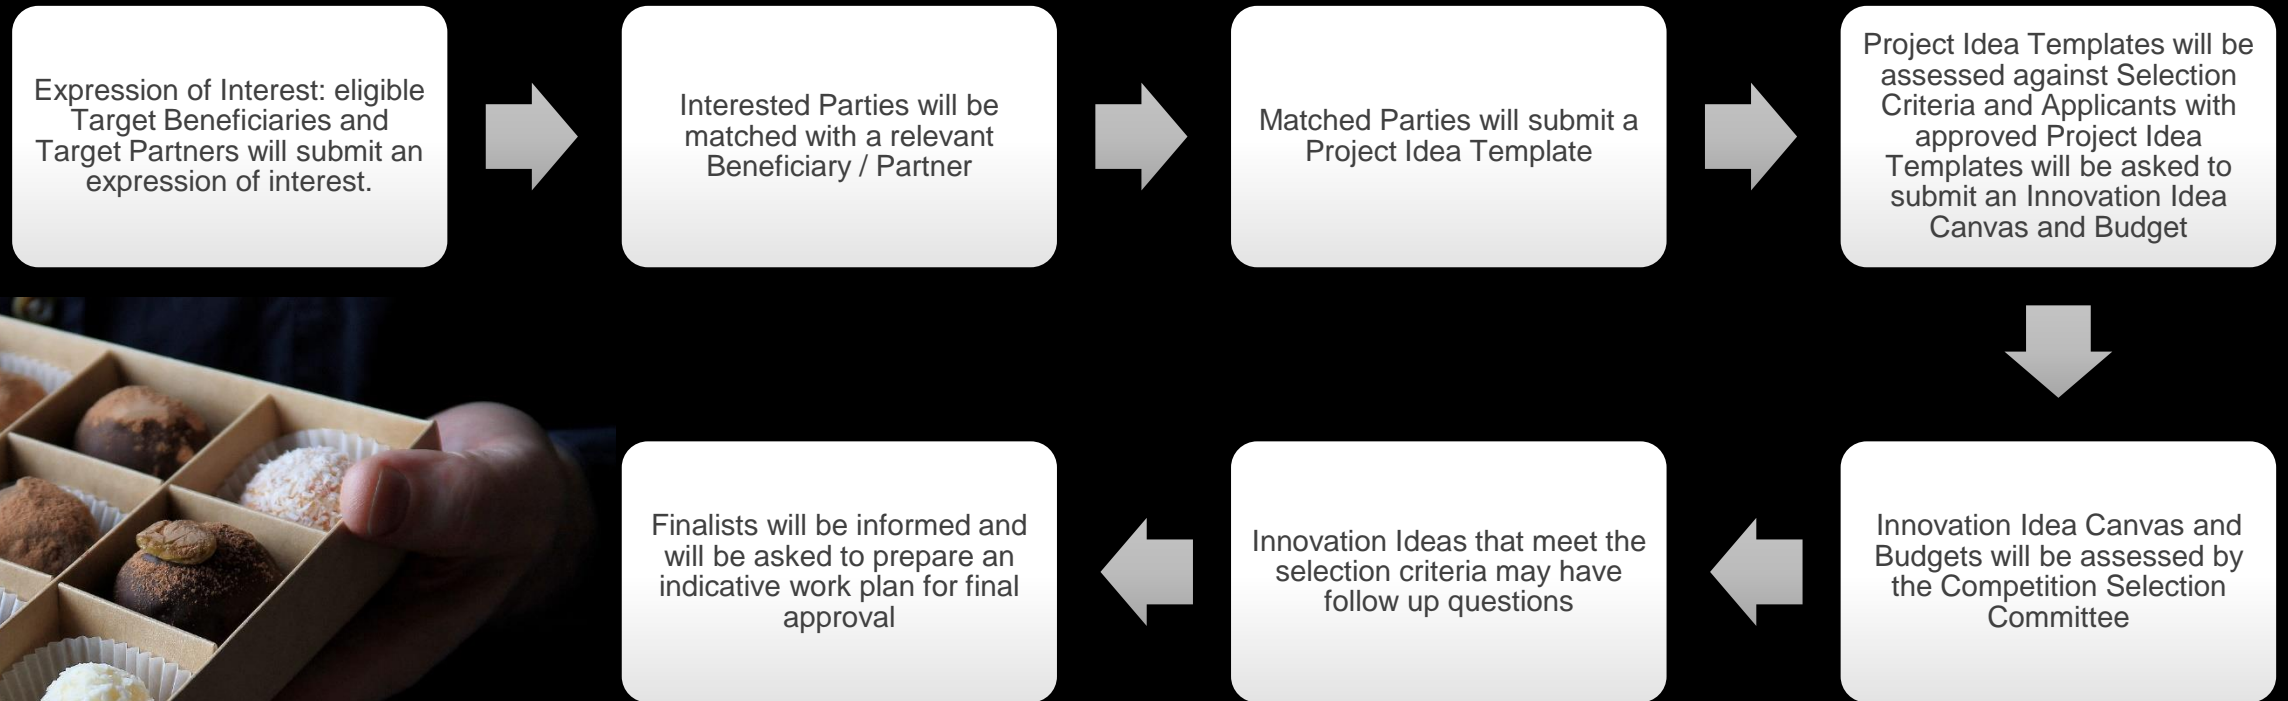 Expression of Interest: eligible
Target Beneficiaries and
Target Partners will submit an
expression of interest.
Interested Parties will be
matched with a relevant
Beneficiary / Partner
Matched Parties will submit a
Project Idea Template
Project Idea Templates will be
assessed against Selection
Criteria and Applicants with
approved Project Idea
Templates will be asked to
submit an Innovation Idea
Canvas and Budget
Innovation Idea Canvas and
Budgets will be assessed by
the Competition Selection
Committee
Innovation Ideas that meet the
selection criteria may have
follow up questions
Finalists will be informed and
will be asked to prepare an
indicative work plan for final
approval